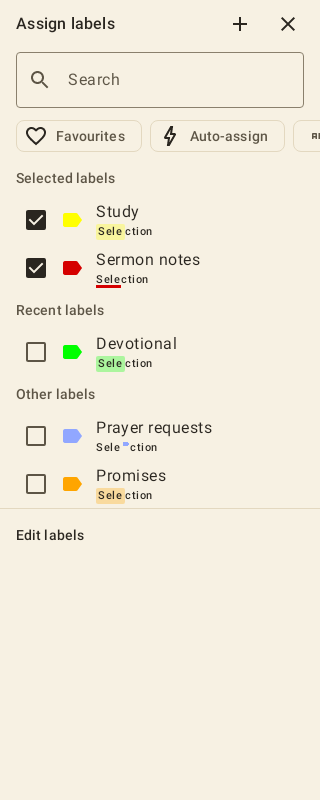 Assign labels
Search
Favourites
Auto-assign
Selected labels
Study
Selection
Sermon notes
Selection
Recent labels
Devotional
Selection
Other labels
Prayer requests
Selection
Promises
Selection
Edit labels